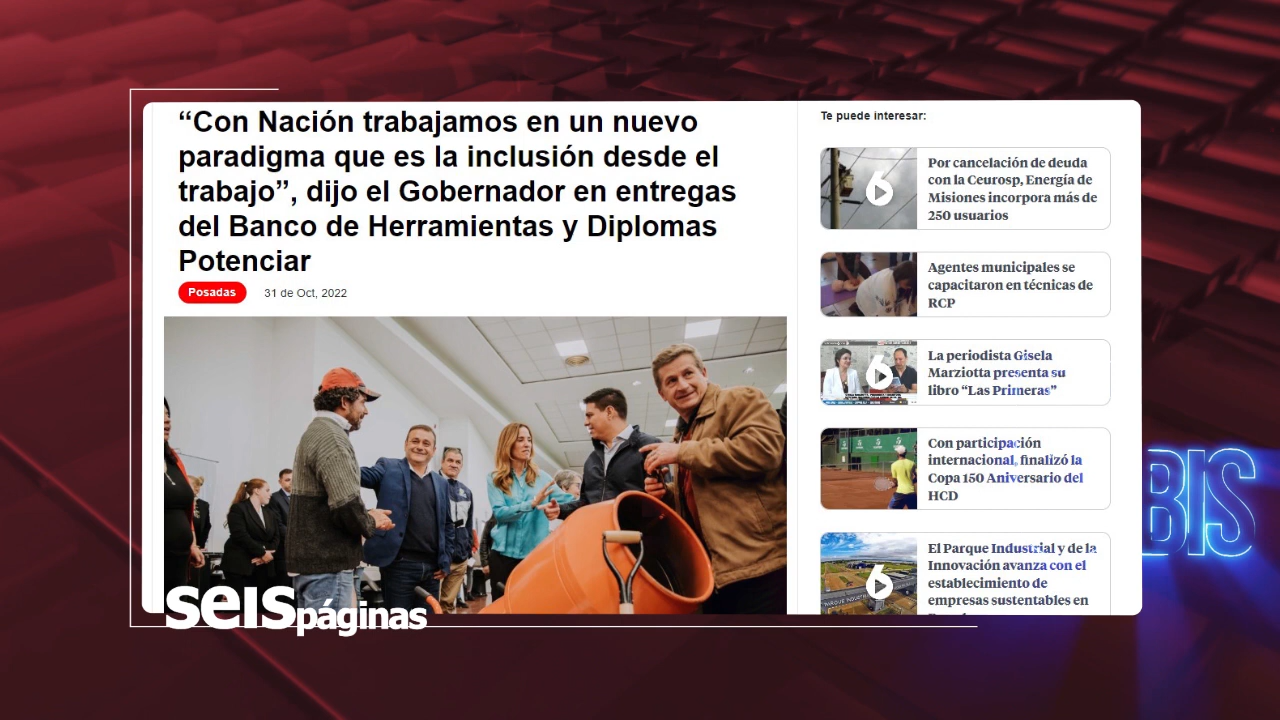 “Con Nación trabajamos en un nuevo
paradigma que es la inclusión desde el
trabajo”, dijo el Gobernador en entregas
del Banco de Herramientas y Diplomas
Potenciar
Posadas
31 de Oct, 2022
Te puede interesar:
Por cancelación de deuda
con la Ceurosp, Energía de
Misiones incorpora más de
250 usuarios
Agentes municipales se
capacitaron en técnicas de
RCP
La periodista Gisela
Marziotta presenta su
libro “Las Primeras”
Con participación
internacional, finalizó la
Copa 150 Aniversario del
HCD
El Parque Industrial y de la
Innovación avanza con el
establecimiento de
empresas sustentables en
seis páginas
BIS